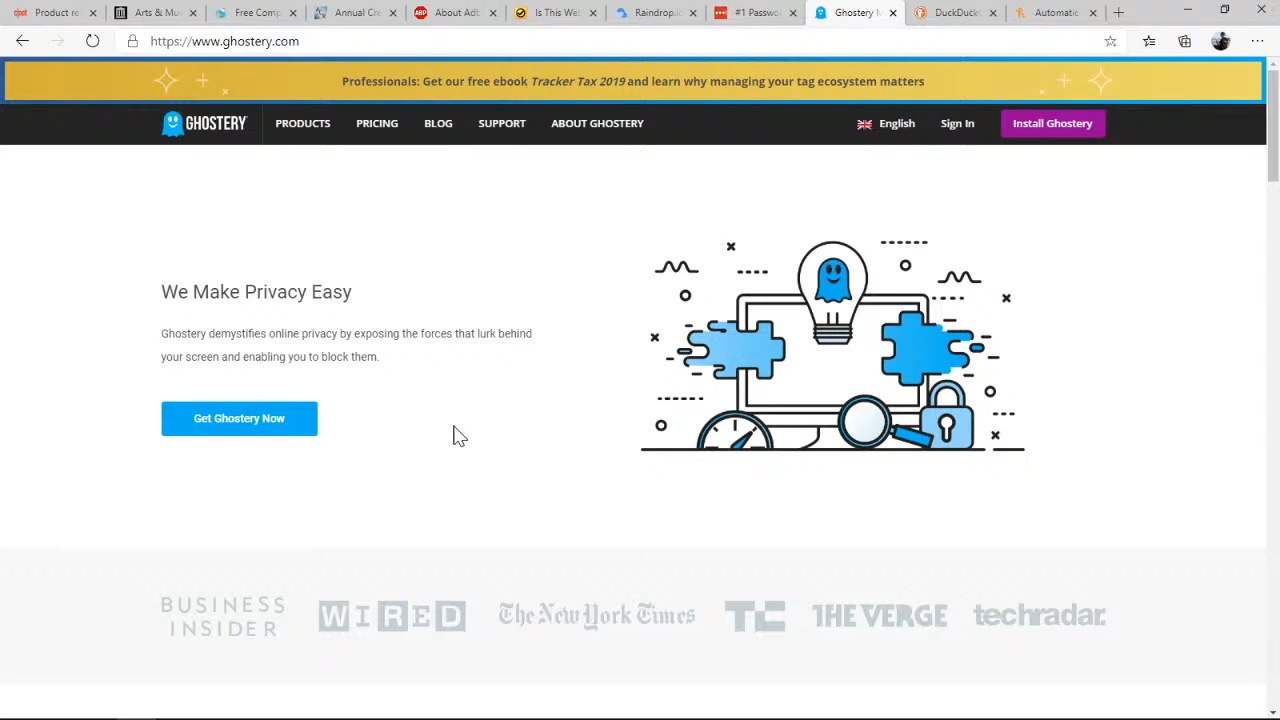 Product re
Arts & Mu
Free Comp
Annual Cre
ABP About Adb
Is This Web
Raindrop.i
#1 Passwo
Ghostery M
DuckDuck
Automatic
https://www.ghostery.com
Professionals: Get our free ebook Tracker Tax 2019 and learn why managing your tag ecosystem matters
GHOSTERY PRODUCTS PRICING BLOG SUPPORT ABOUT GHOSTERY English Sign In Install Ghostery
We Make Privacy Easy
Ghostery demystifies online privacy by exposing the forces that lurk behind
your screen and enabling you to block them.
Get Ghostery Now
BUSINESS
INSIDER
WIRED
The New York Times
TC
THE VERGE
techradar.